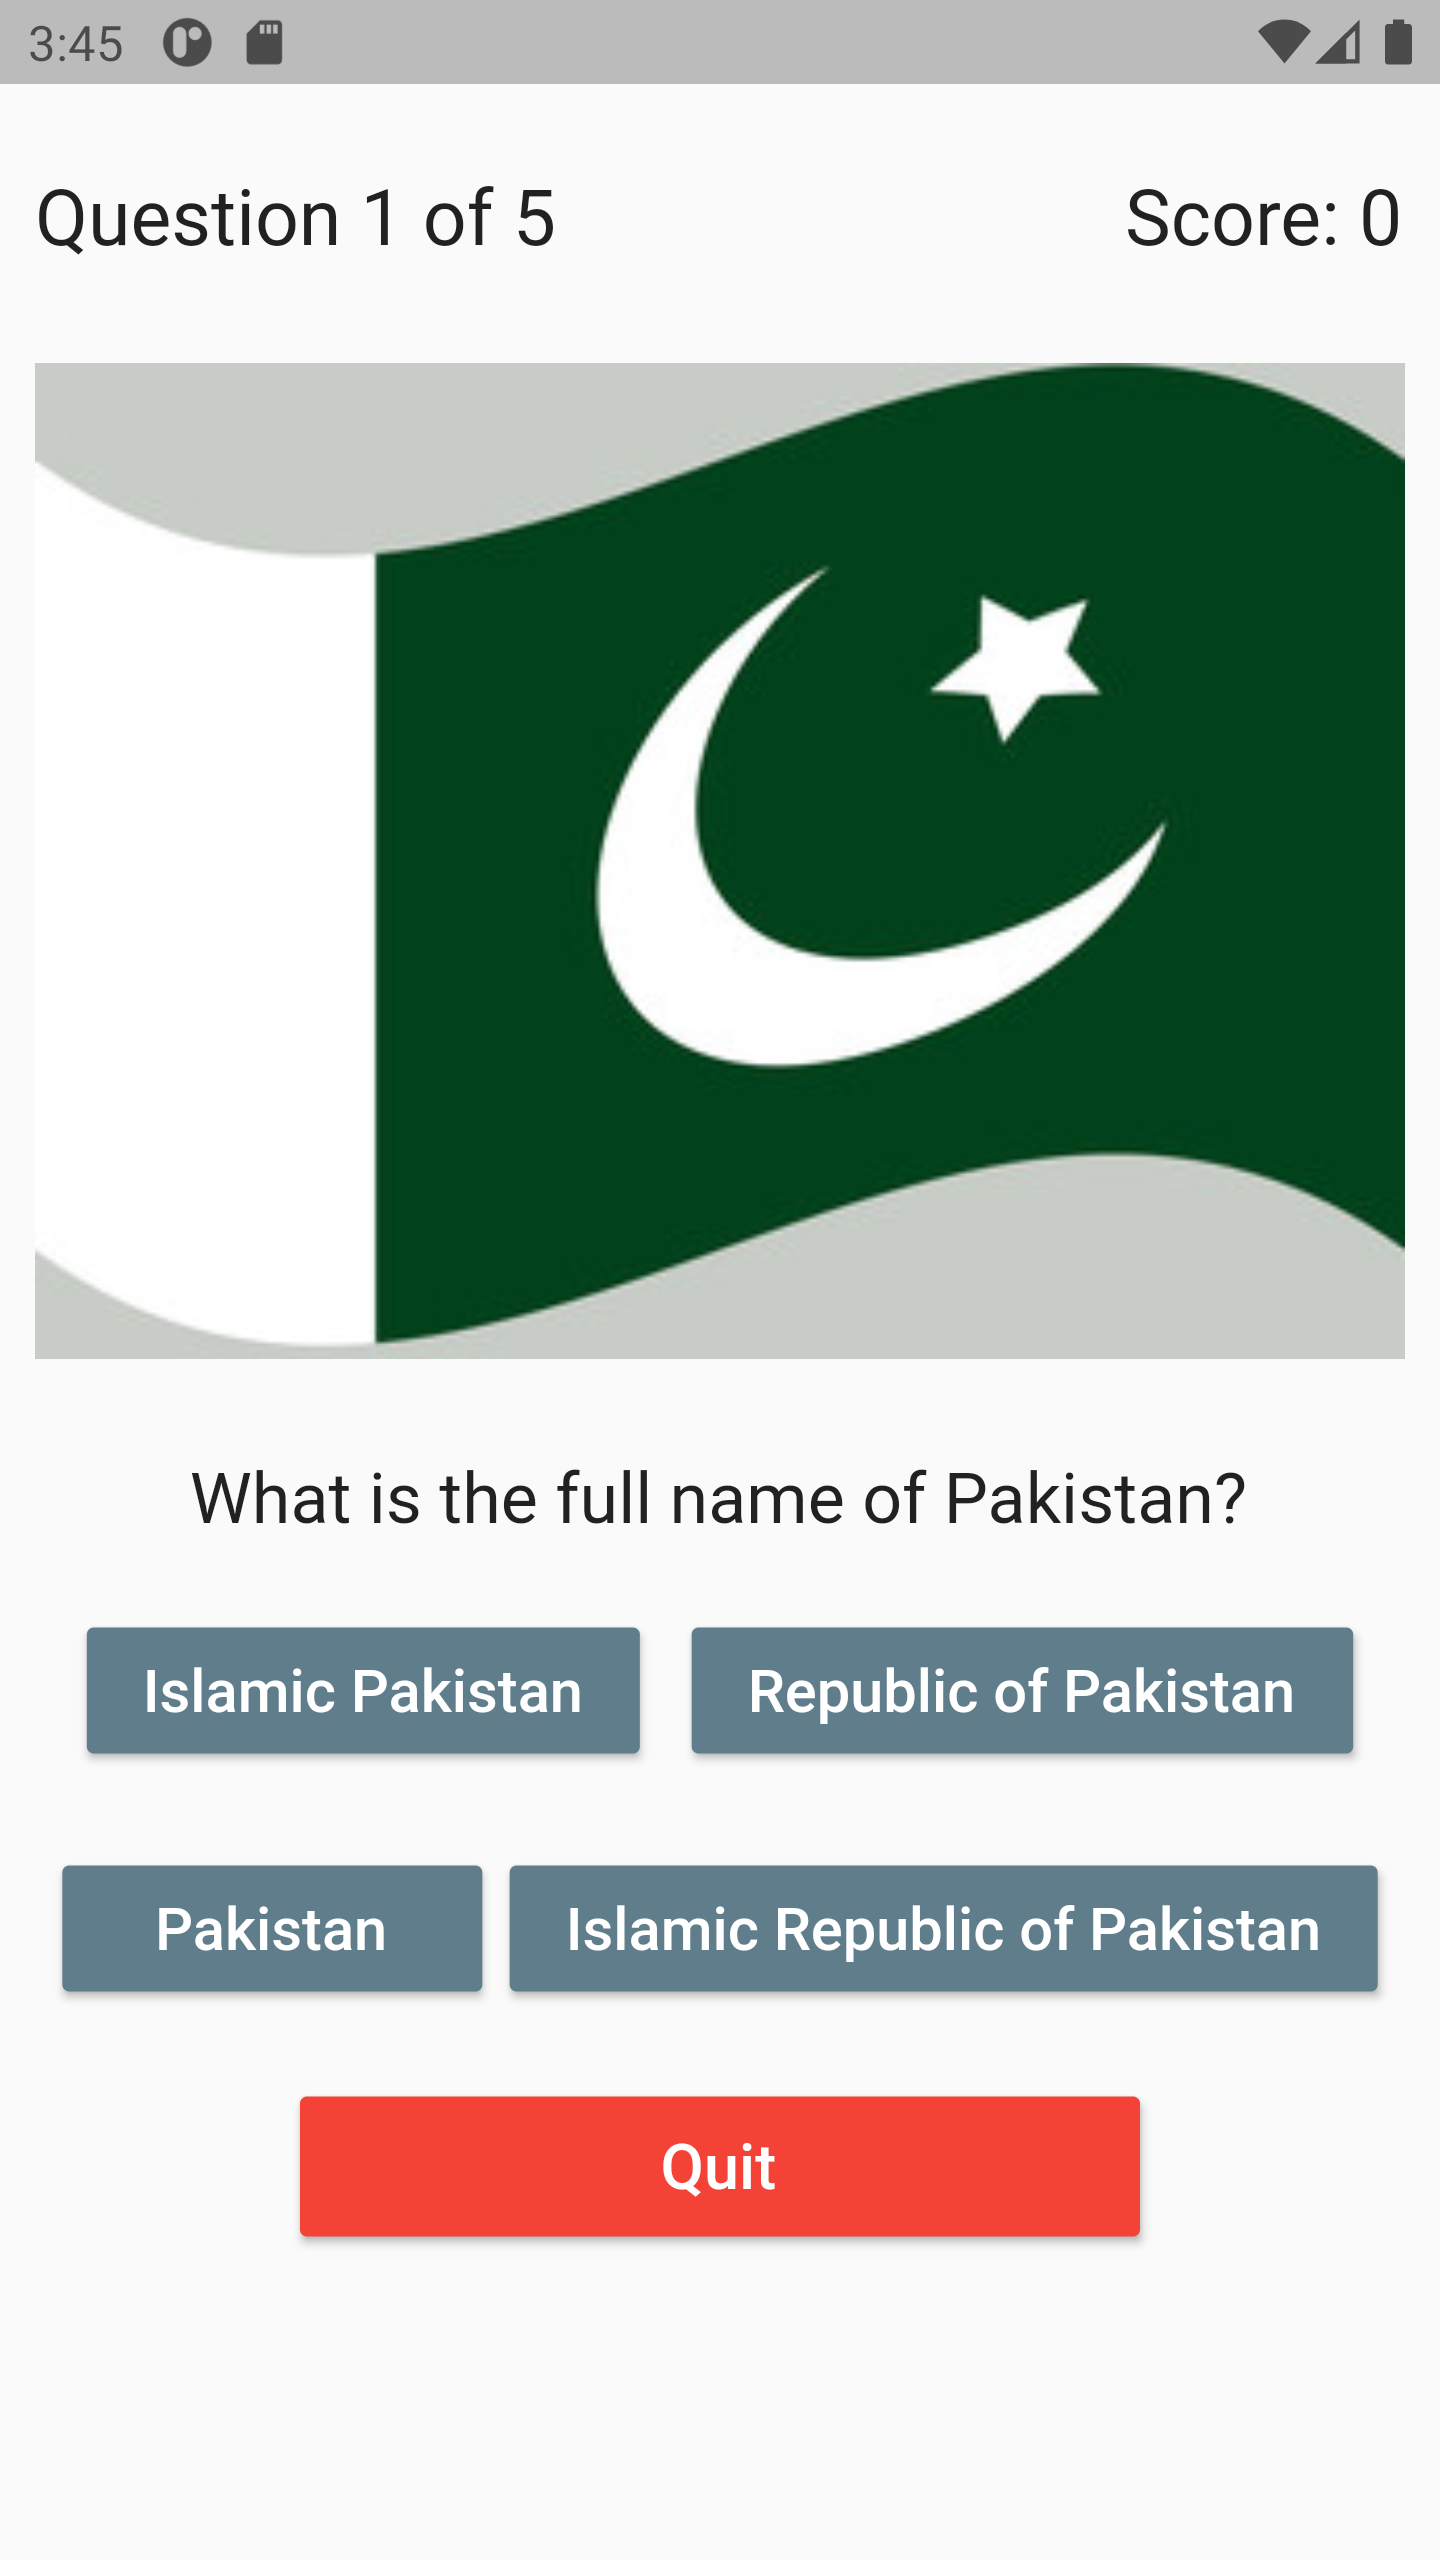 3:45
Question 1 of 5
Score: 0
What is the full name of Pakistan?
Islamic Pakistan
Republic of Pakistan
Pakistan
Islamic Republic of Pakistan
Quit